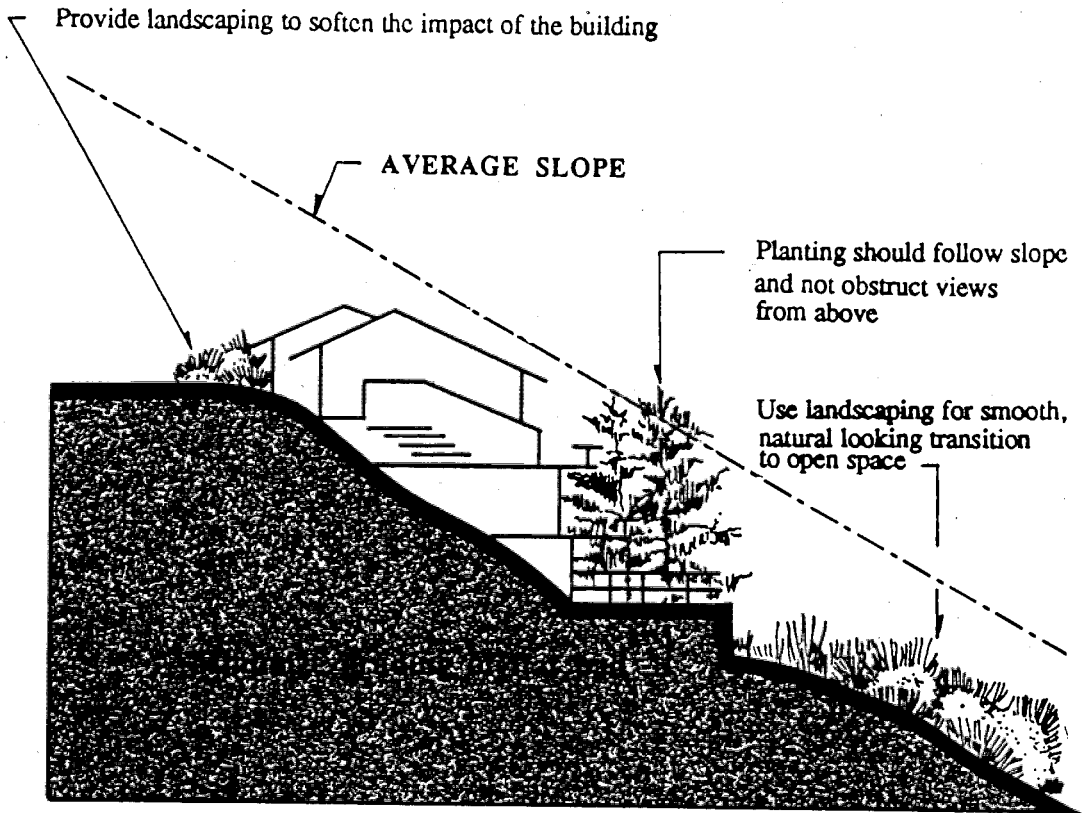 Provide landscaping to soften the impact of the building
AVERAGE SLOPE
Planting should follow slope
and not obstruct views
from above
Use landscaping for smooth,
natural looking transition
to open space